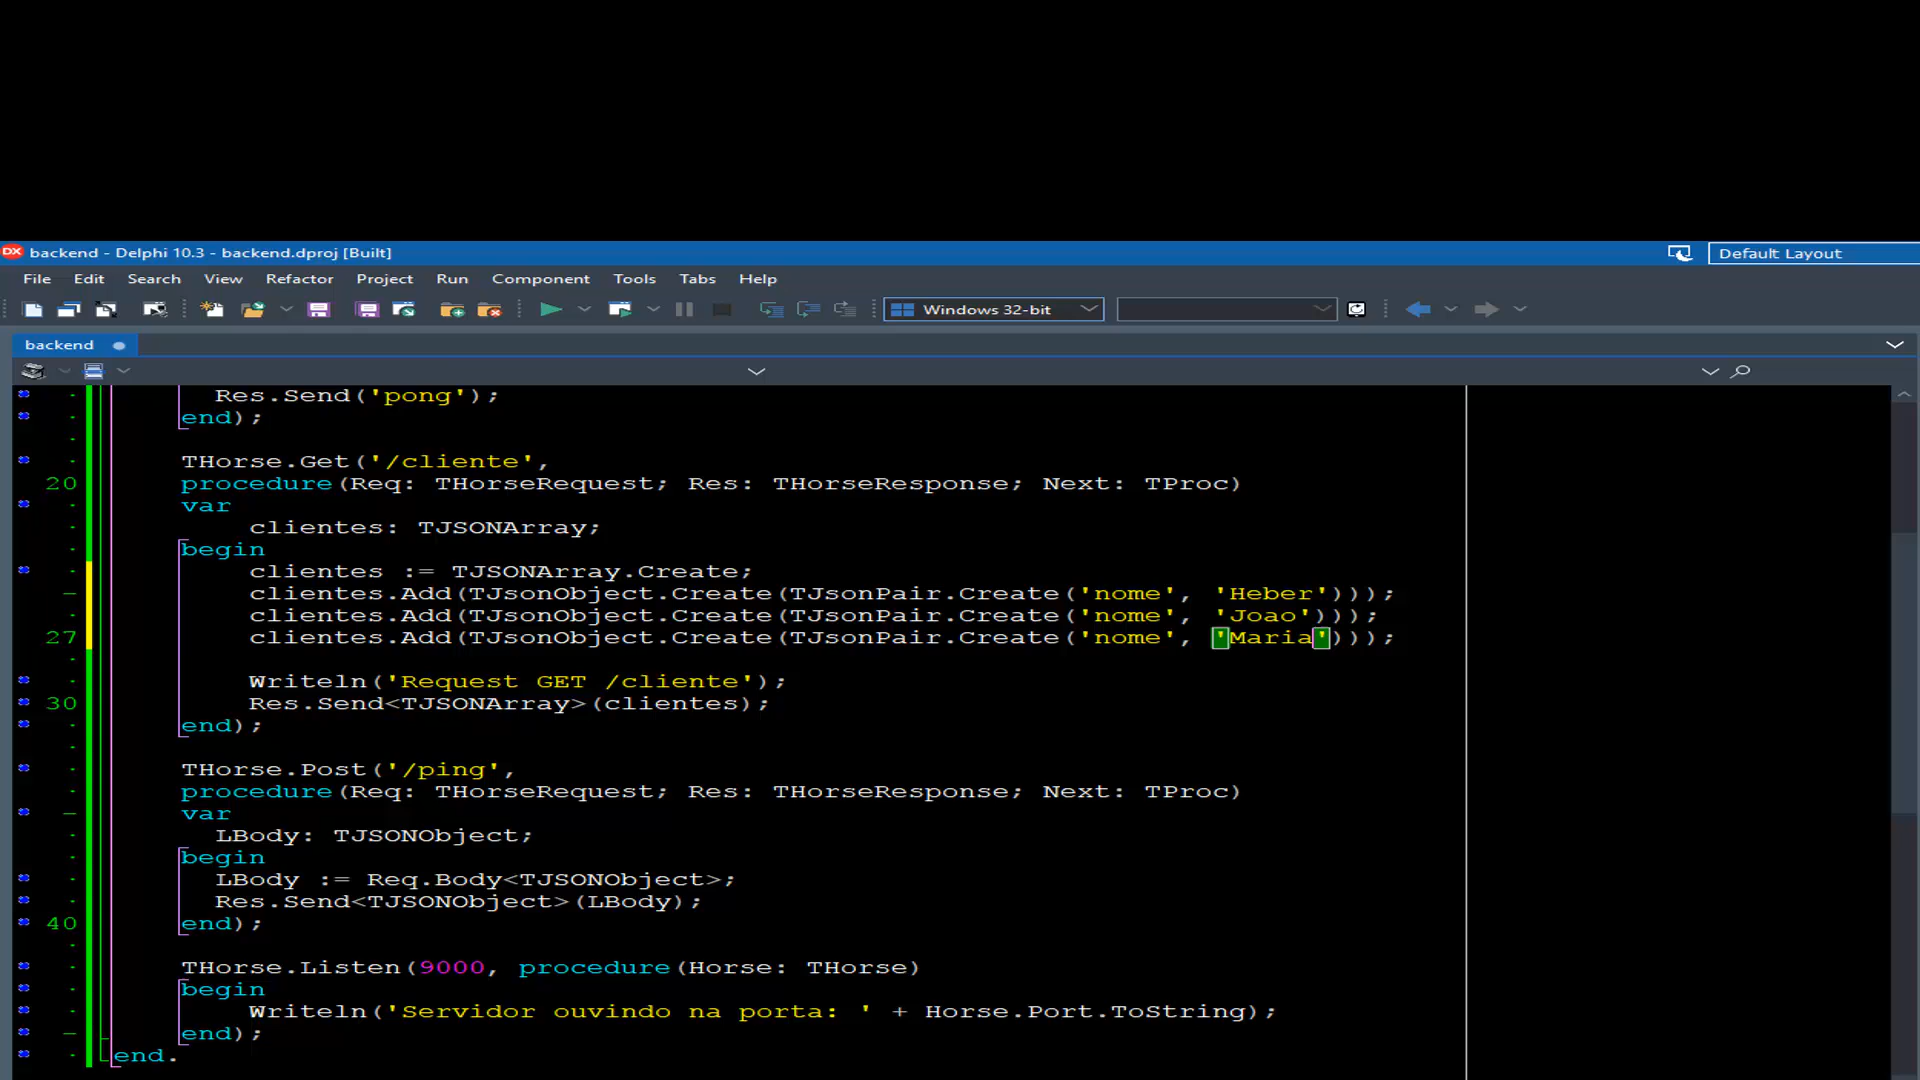 DX backend - Delphi 10.3 - backend.dproj [Built]
Default Layout
File Edit Search View Refactor Project Run Component Tools Tabs Help
Windows 32-bit
backend
Res.Send('pong');
end);
THorse.Get('/cliente',
20 procedure(Req: THorseRequest; Res: THorseResponse; Next: TProc)
var
clientes: TJSONArray;
begin
clientes := TJSONArray.Create;
clientes.Add(TJsonObject.Create(TJsonPair.Create('nome', 'Heber')));
clientes.Add(TJsonObject.Create(TJsonPair.Create('nome', 'Joao')));
27 clientes.Add(TJsonObject.Create(TJsonPair.Create('nome', 'Maria')));
Writeln('Request GET /cliente');
30 Res.Send<TJSONArray>(clientes);
end);
THorse.Post('/ping',
procedure(Req: THorseRequest; Res: THorseResponse; Next: TProc)
var
LBody: TJSONObject;
begin
LBody := Req.Body<TJSONObject>;
Res.Send<TJSONObject>(LBody);
40 end);
THorse.Listen(9000, procedure(Horse: THorse)
begin
Writeln('Servidor ouvindo na porta: ' + Horse.Port.ToString);
end);
end.